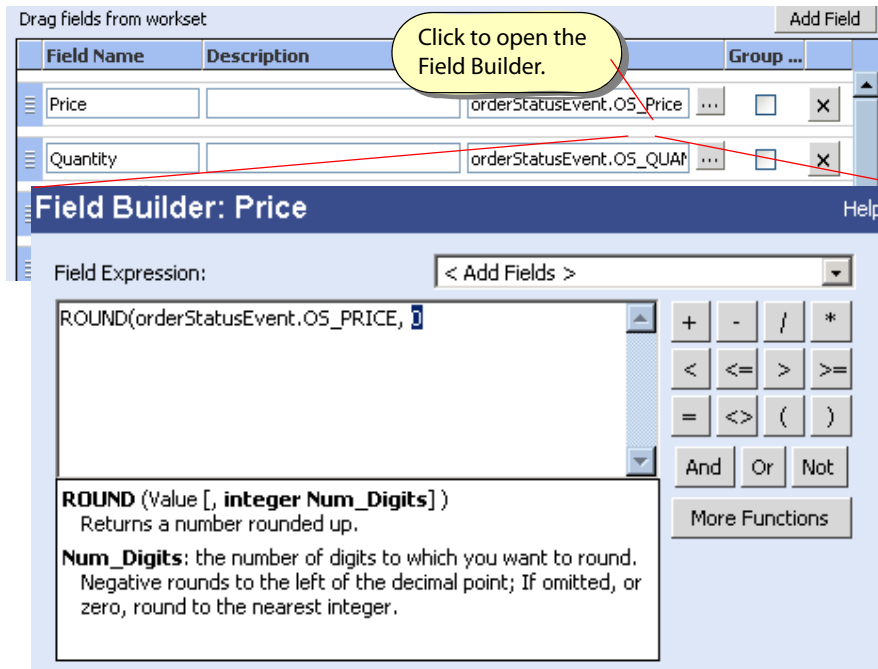 Drag fields from workset
Add Field
Click to open the
Field Builder.
Field Name Description Group ...
Price orderStatusEvent.OS_Price ...
Quantity orderStatusEvent.OS_QUAN ...
Field Builder: Price Help
Field Expression: < Add Fields >
ROUND(orderStatusEvent.OS_PRICE, 0
+ - / *
< <= > >=
= <> ( )
And Or Not
More Functions
ROUND (Value [, integer Num_Digits] )
Returns a number rounded up.
Num_Digits: the number of digits to which you want to round.
Negative rounds to the left of the decimal point; If omitted, or
zero, round to the nearest integer.